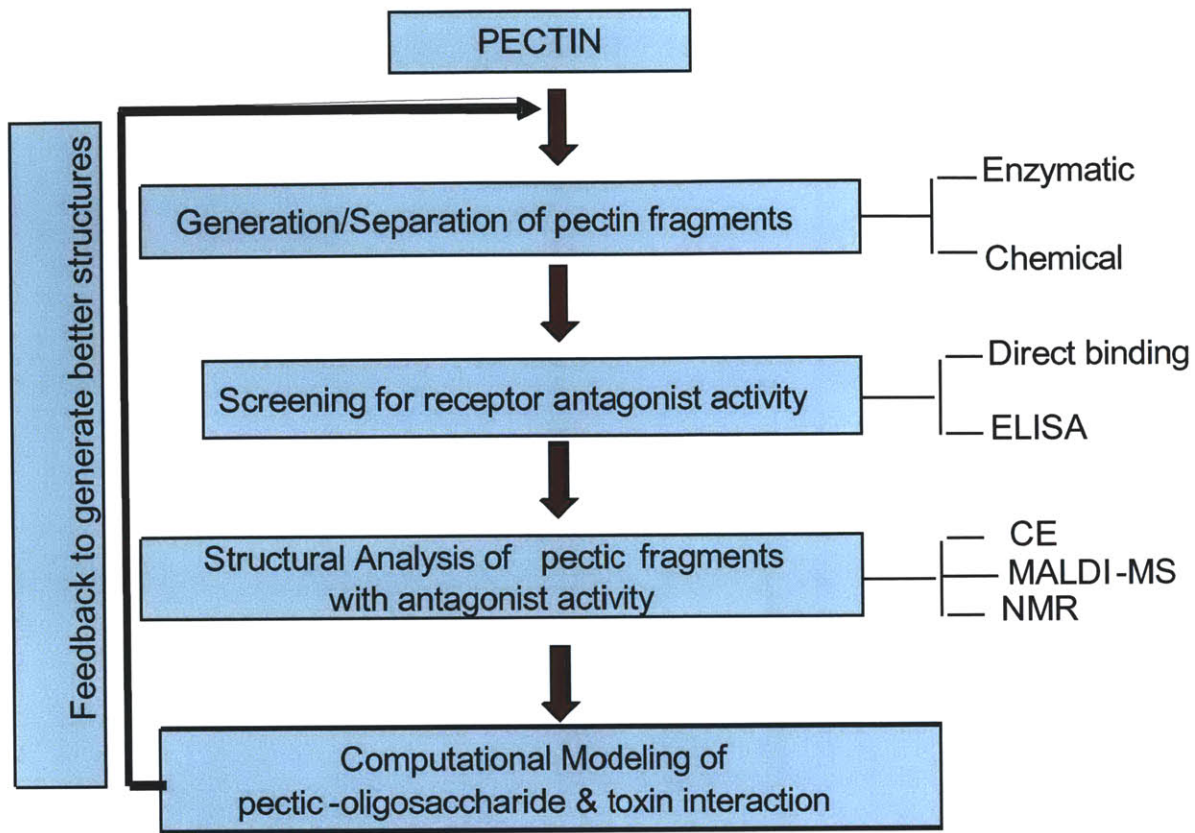 PECTIN
Feedback to generate better structures
Generation/Separation of pectin fragments
Enzymatic
Chemical
Screening for receptor antagonist activity
Direct binding
ELISA
Structural Analysis of pectic fragments
with antagonist activity
CE
MALDI-MS
NMR
Computational Modeling of
pectic-oligosaccharide & toxin interaction